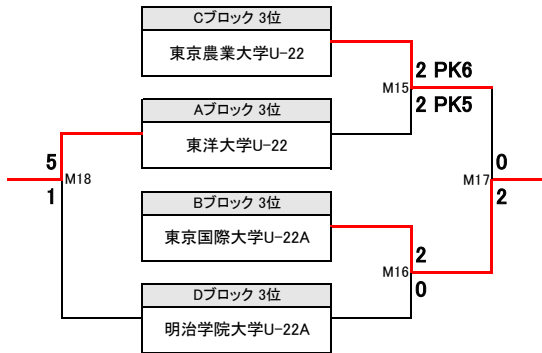 Cブロック 3位
東京農業大学U-22
2 PK6
M15
2 PK5
Aブロック 3位
東洋大学U-22
5
M18
1
0
M17
2
Bブロック 3位
東京国際大学U-22A
2
M16
0
Dブロック 3位
明治学院大学U-22A